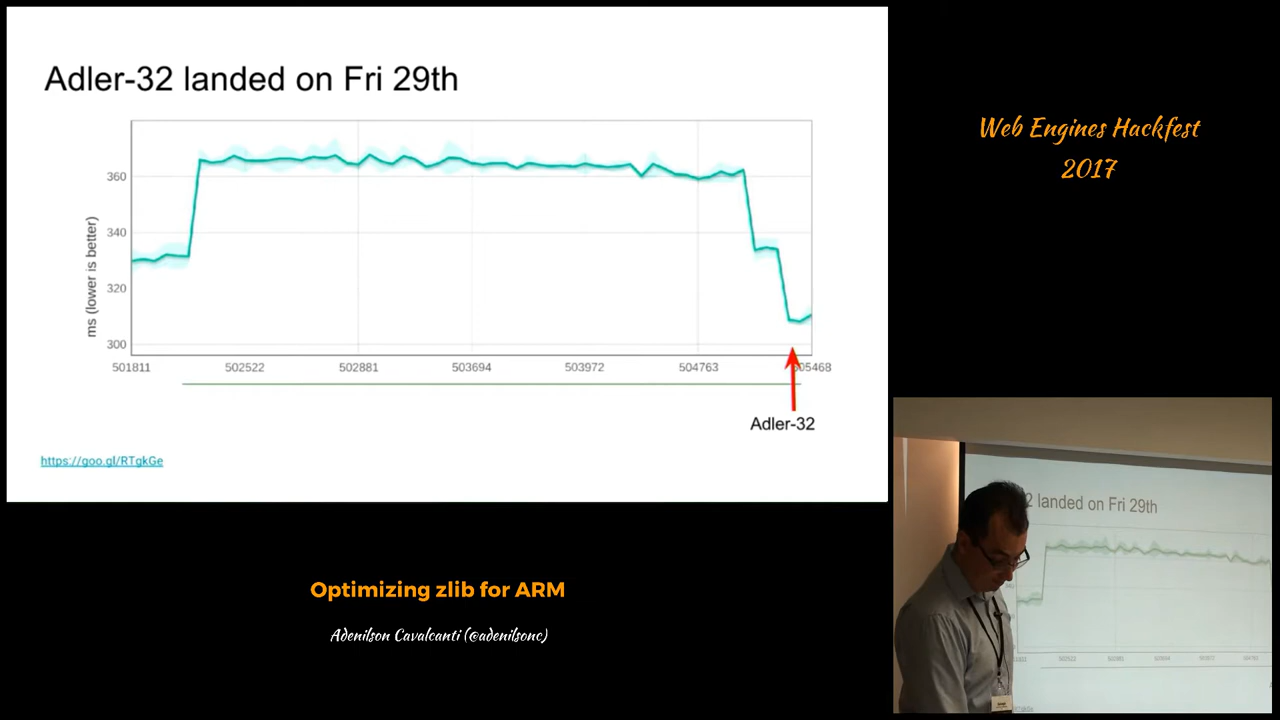 Adler-32 landed on Fri 29th
ms (lower is better)
360
340
320
300
501811 502522 502881 503694 503972 504763 505468
Adler-32
https://goo.gl/RTgkGe
Web Engines Hackfest
2017
2 landed on Fri 29th
Optimizing zlib for ARM
Adenilson Cavalcanti (@adenilsonc)